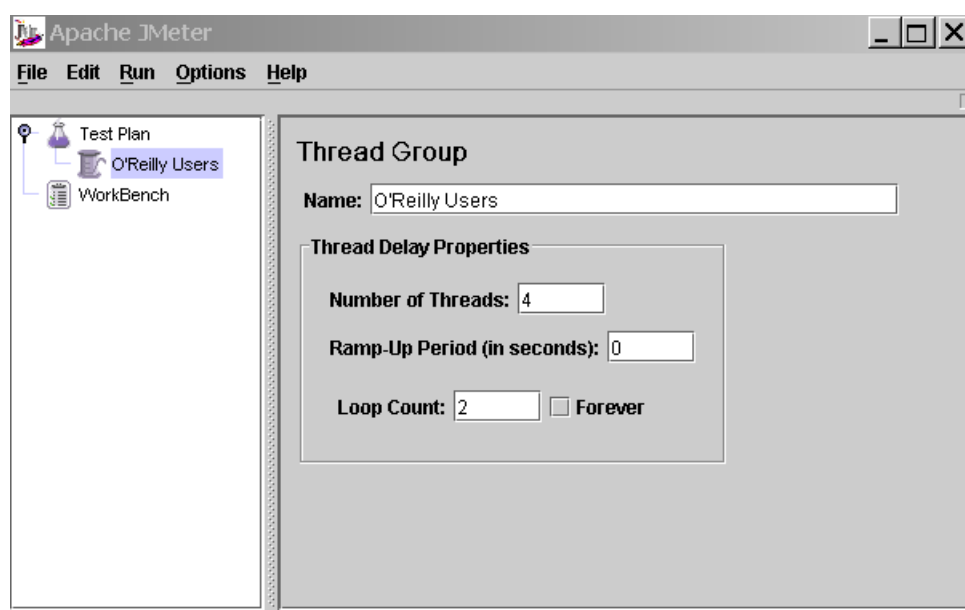 Apache JMeter
File Edit Run Options Help
Test Plan
O'Reilly Users
WorkBench
Thread Group
Name: O'Reilly Users
Thread Delay Properties
Number of Threads: 4
Ramp-Up Period (in seconds): 0
Loop Count: 2 Forever